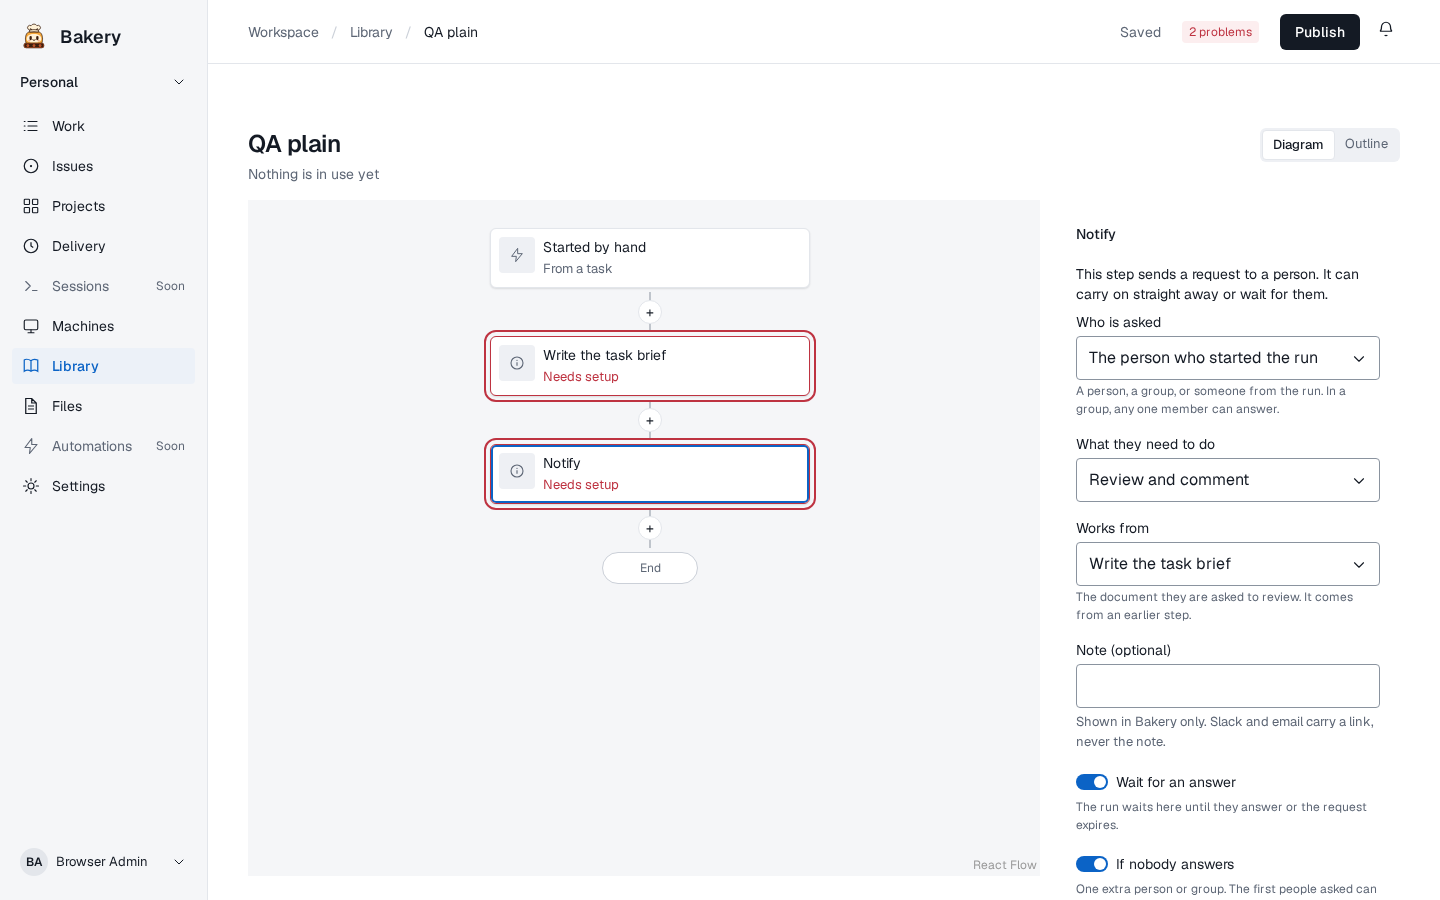 Bakery
Personal
Work
Issues
Projects
Delivery
Sessions Soon
Machines
Library
Files
Automations Soon
Settings
BA Browser Admin
Workspace / Library / QA plain
Saved 2 problems Publish
QA plain
Nothing is in use yet
Diagram Outline
Started by hand
From a task
+
Write the task brief
Needs setup
+
Notify
Needs setup
+
End
React Flow
Notify
This step sends a request to a person. It can
carry on straight away or wait for them.
Who is asked
The person who started the run
A person, a group, or someone from the run. In a
group, any one member can answer.
What they need to do
Review and comment
Works from
Write the task brief
The document they are asked to review. It comes
from an earlier step.
Note (optional)
Shown in Bakery only. Slack and email carry a link,
never the note.
Wait for an answer
The run waits here until they answer or the request
expires.
If nobody answers
One extra person or group. The first people asked can